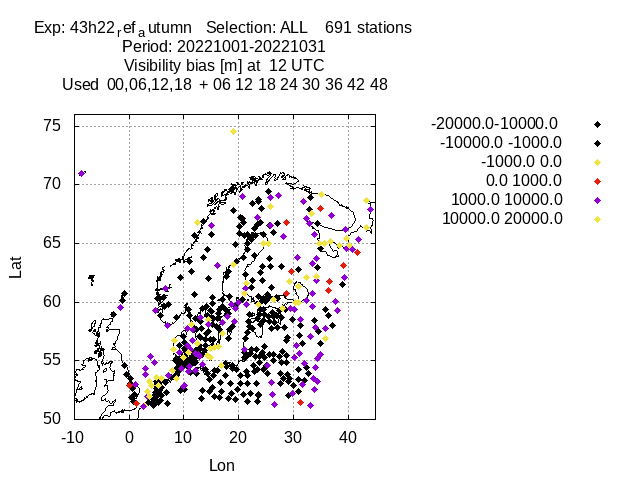 Exp: 43h22ref autumn Selection: ALL 691 stations
Period: 20221001-20221031
Visibility bias [m] at 12 UTC
Used 00,06,12,18 + 06 12 18 24 30 36 42 48
-20000.0-10000.0
-10000.0 -1000.0
-1000.0 0.0
0.0 1000.0
1000.0 10000.0
10000.0 20000.0
75
70
65
60
55
50
Lat
-10 0 10 20 30 40
Lon